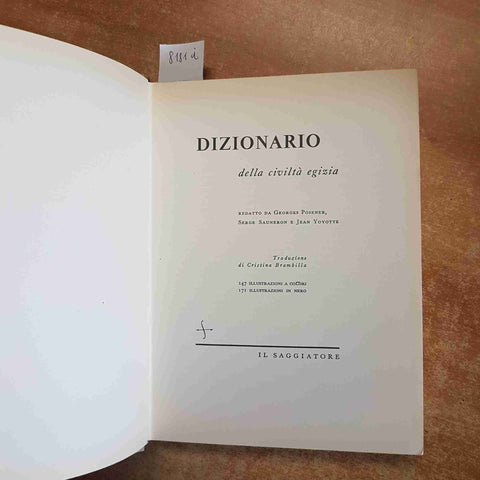 8181 i
DIZIONARIO
della civiltà egizia
REDATTO DA GEORGES POSENER,
SERGE SAUNERON E JEAN YOYOTTE
Traduzione
di Cristina Brambilla
147 ILLUSTRAZIONI A COLORI
171 ILLUSTRAZIONI IN NERO
IL SAGGIATORE